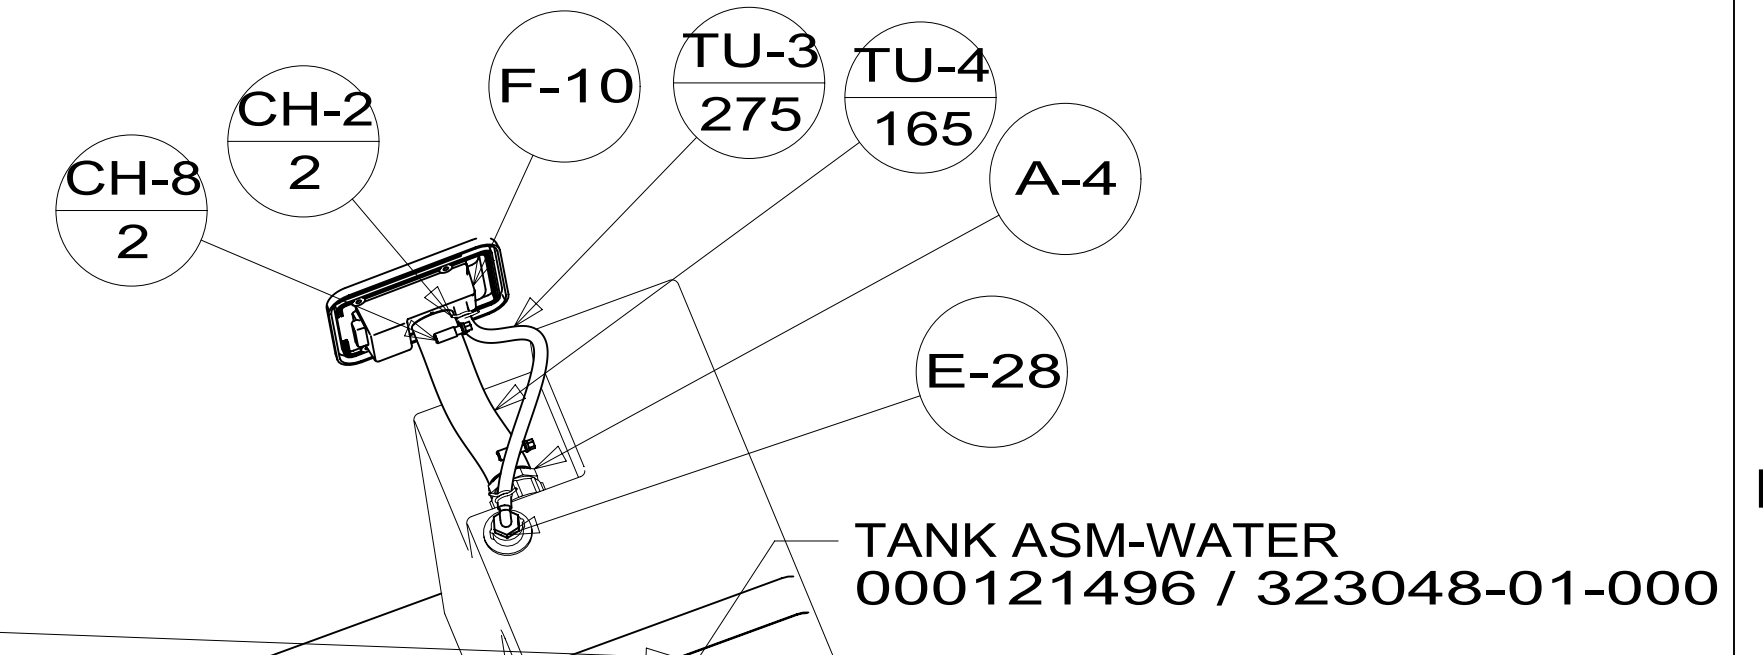 CH-8
2
CH-2
2
F-10
TU-3
275
TU-4
165
A-4
E-28
TANK ASM-WATER
000121496 / 323048-01-000